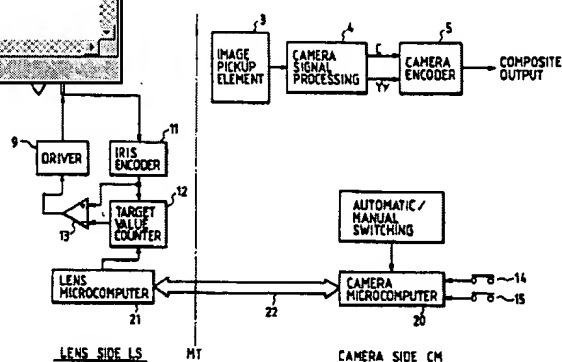 3
IMAGE
PICKUP
ELEMENT
4
CAMERA
SIGNAL
PROCESSING
C
YY
5
CAMERA
ENCODER
COMPOSITE
OUTPUT
9
DRIVER
11
IRIS
ENCODER
12
TARGET
VALUE
COUNTER
13
AUTOMATIC/
MANUAL
SWITCHING
LENS
MICROCOMPUTER
21
22
CAMERA
MICROCOMPUTER
20
14
15
LENS SIDE LS
MT
CAMERA SIDE CM